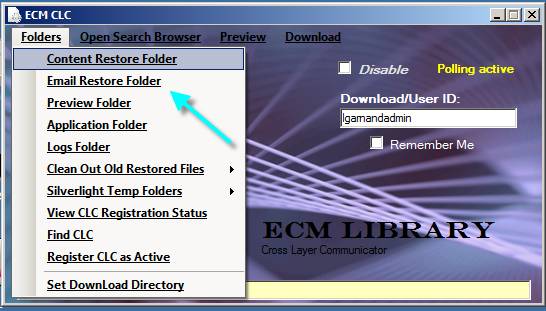 ECM CLC
Folders Open Search Browser Preview Download
Content Restore Folder
Email Restore Folder
Preview Folder
Application Folder
Logs Folder
Clean Out Old Restored Files
Silverlight Temp Folders
View CLC Registration Status
Find CLC
Register CLC as Active
Set DownLoad Directory
Disable Polling active
Download/User ID:
lgamandadmin
Remember Me
ECM LIBRARY
Cross Layer Communicator